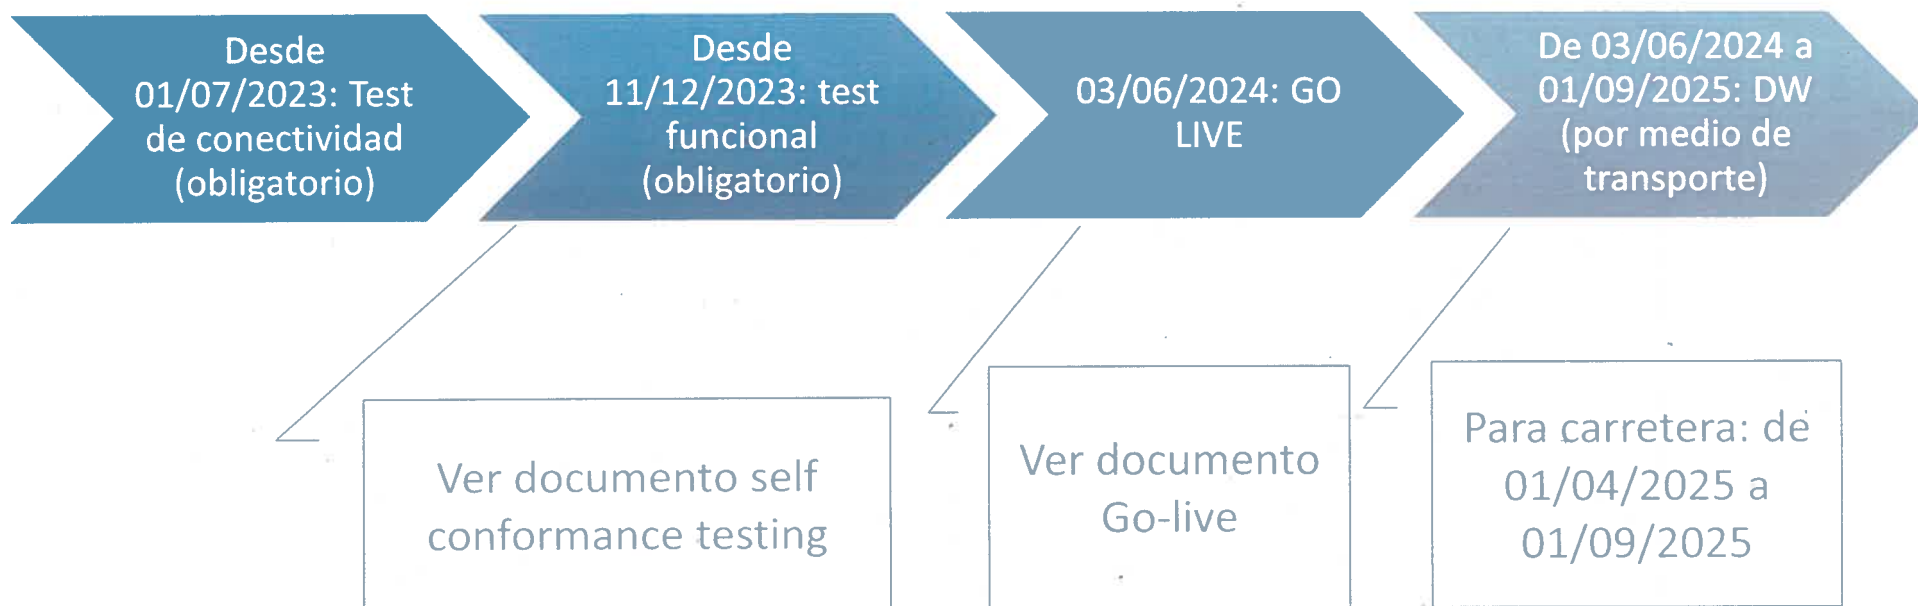 Desde
01/07/2023: Test
de conectividad
(obligatorio)
Desde
11/12/2023: test
funcional
(obligatorio)
03/06/2024: GO
LIVE
De 03/06/2024 a
01/09/2025: DW
(por medio de
transporte)
Ver documento self
conformance testing
Ver documento
Go-live
Para carretera: de
01/04/2025 a
01/09/2025